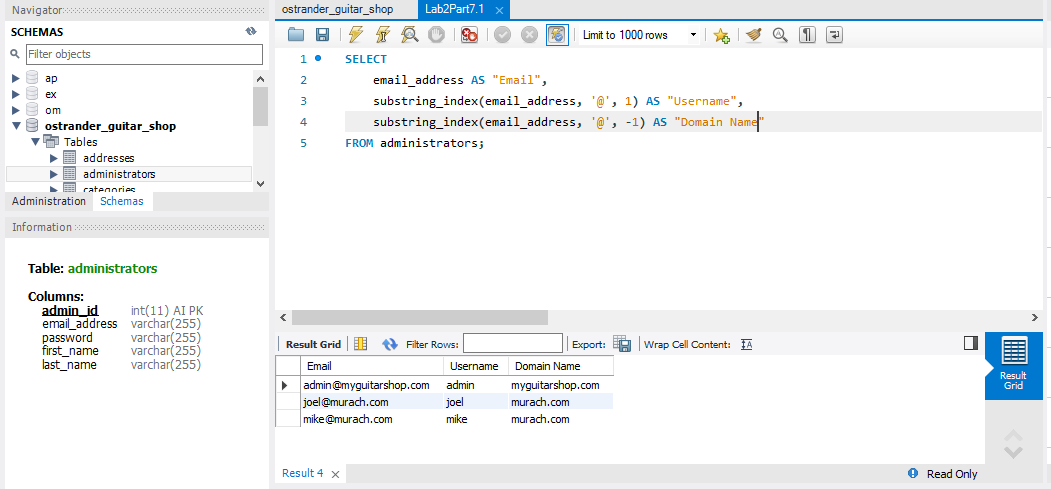 Navigator
SCHEMAS
Filter objects
ap
ex
om
ostrander_guitar_shop
Tables
addresses
administrators
categories
Administration Schemas
Information
Table: administrators
Columns:
admin_id int(11) AI PK
email_address varchar(255)
password varchar(255)
first_name varchar(255)
last_name varchar(255)
ostrander_guitar_shop Lab2Part7.1
Limit to 1000 rows
1 SELECT
2 email_address AS "Email",
3 substring_index(email_address, '@', 1) AS "Username",
4 substring_index(email_address, '@', -1) AS "Domain Name"
5 FROM administrators;
Result Grid Filter Rows: Export: Wrap Cell Content:
Email Username Domain Name
admin@myguitarshop.com admin myguitarshop.com
joel@murach.com joel murach.com
mike@murach.com mike murach.com
Result
Grid
Result 4
Read Only